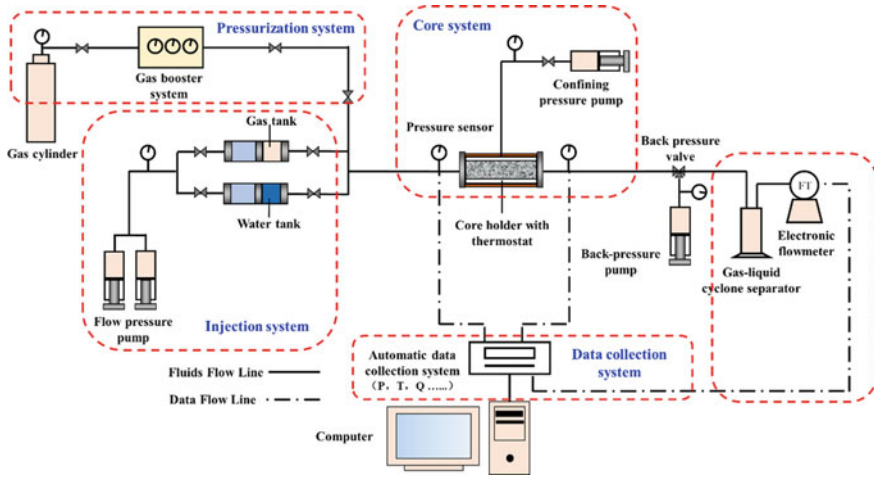 Pressurization system
Gas booster
system
Gas cylinder
Core system
Confining
pressure pump
Pressure sensor
Core holder with
thermostat
Gas tank
Water tank
Flow pressure
pump
Injection system
Back pressure
valve
Back-pressure
pump
FT
Electronic
flowmeter
Gas-liquid
cyclone separator
Automatic data
collection system
（P，T，Q ......）
Data collection
system
Fluids Flow Line
Data Flow Line
Computer